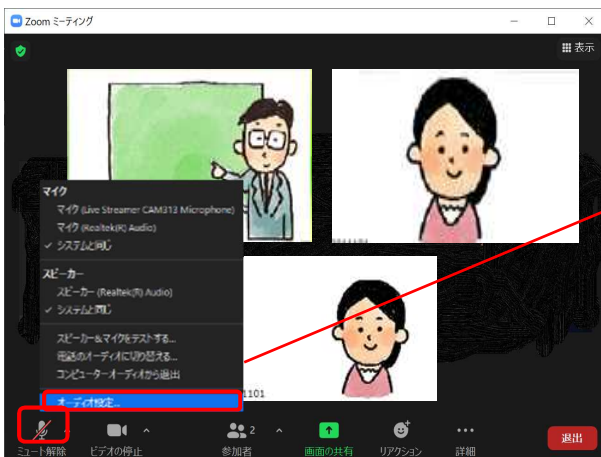 Zoom ミーティング
表示
マイク
マイク (Live Streamer CAM313 Microphone)
マイク (Realtek(R) Audio)
✓ システムと同じ
スピーカー
スピーカー (Realtek(R) Audio)
✓ システムと同じ
スピーカー&マイクをテストする...
電話のオーディオに切り替える...
コンピューターオーディオから退出
オーディオ設定...
1101
ミュート解除
ビデオの停止
2
参加者
画面の共有
リアクション
詳細
退出